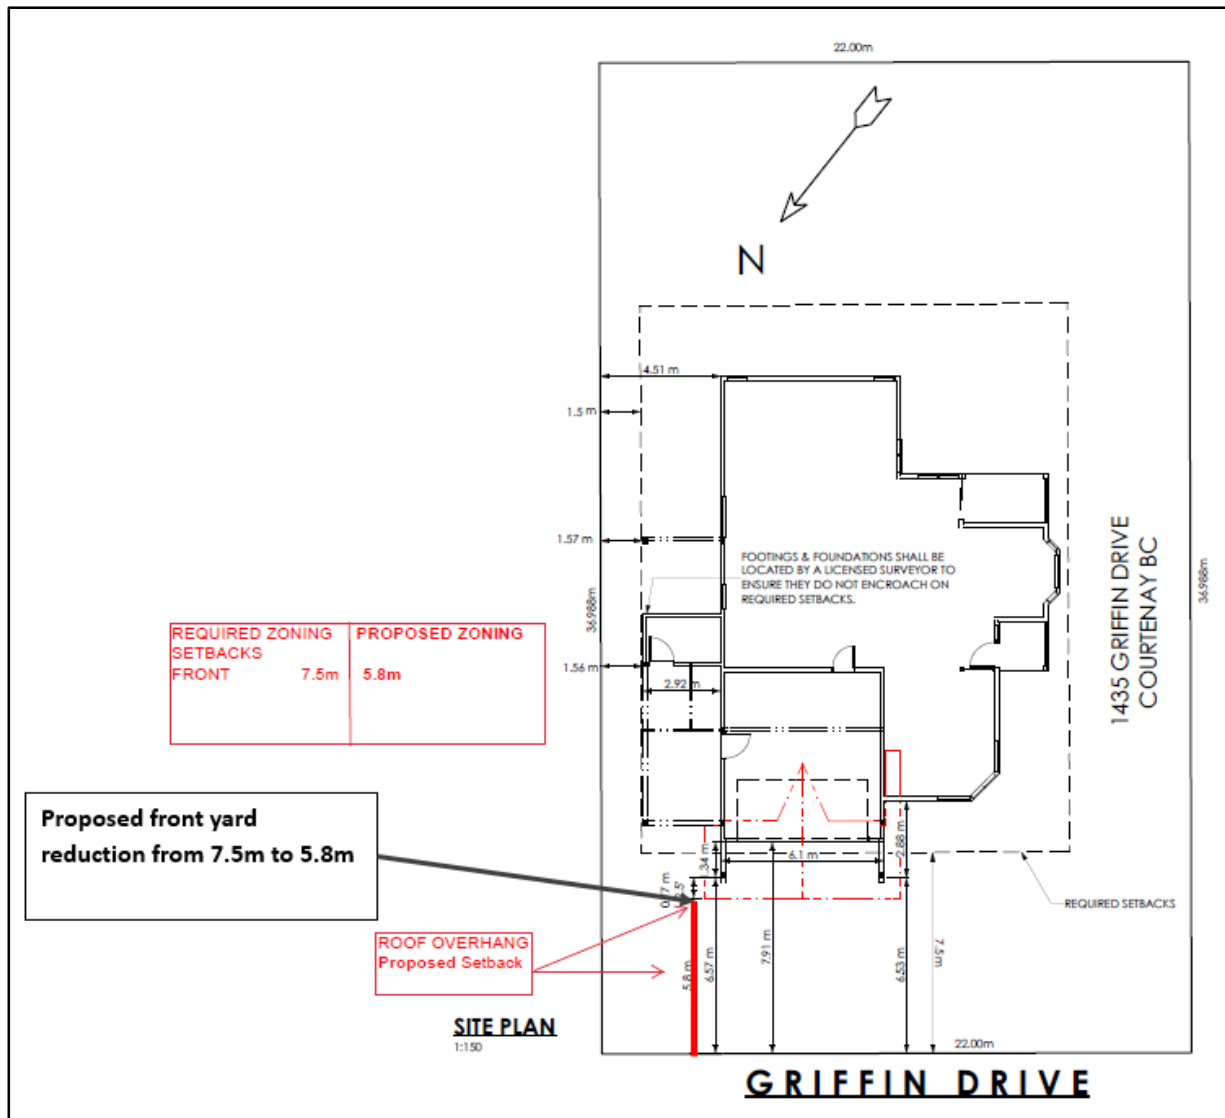 22.00m
N
4.51 m
1.5 m
1.57 m
FOOTINGS & FOUNDATIONS SHALL BE
LOCATED BY A LICENSED SURVEYOR TO
ENSURE THEY DO NOT ENCROACH ON
REQUIRED SETBACKS.
36.988m
36.988m
1435 GRIFFIN DRIVE
COURTENAY BC
REQUIRED ZONING
SETBACKS
FRONT 7.5m
PROPOSED ZONING
5.8m
1.56 m
2.92 m
Proposed front yard
reduction from 7.5m to 5.8m
.34 m
6.1 m
2.88 m
REQUIRED SETBACKS
ROOF OVERHANG
Proposed Setback
5.8 m
6.57 m
7.91 m
6.53 m
7.5m
SITE PLAN
1:150
22.00m
GRIFFIN DRIVE